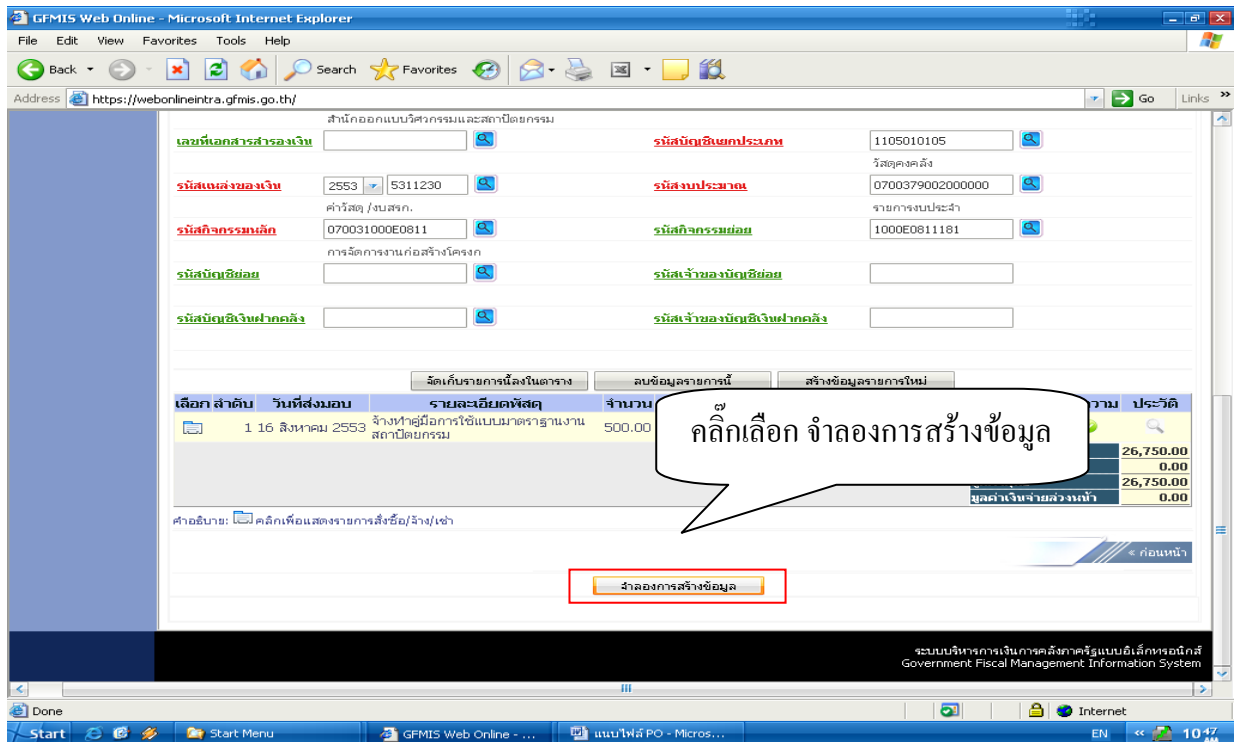 GFMIS Web Online - Microsoft Internet Explorer
File Edit View Favorites Tools Help
Back Search Favorites
Address https://webonlineintra.gfmis.go.th/ Go Links
สำนักออกแบบวิศวกรรมและสถาปัตยกรรม
เลขที่เอกสารสำรองเงิน รหัสบัญชีแยกประเภท 1105010105
วัสดุคงคลัง
รหัสแหล่งของเงิน 2553 5311230 รหัสงบประมาณ 0700379002000000
ค่าวัสดุ /งบสรก. รายการงบประจำ
รหัสกิจกรรมหลัก 070031000E0811 รหัสกิจกรรมย่อย 1000E0811181
การจัดการงานก่อสร้างโครงก
รหัสบัญชีย่อย รหัสเจ้าของบัญชีย่อย
รหัสบัญชีเงินฝากคลัง รหัสเจ้าของบัญชีเงินฝากคลัง
จัดเก็บรายการนี้ลงในตาราง ลบข้อมูลรายการนี้ สร้างข้อมูลรายการใหม่
เลือก ลำดับ วันที่ส่งมอบ รายละเอียดพัสดุ จำนวน ความ ประวัติ
1 16 สิงหาคม 2553 จ้างทำคู่มือการใช้แบบมาตราฐานงาน 500.00
สถาปัตยกรรม
คลิ๊กเลือก จำลองการสร้างข้อมูล
26,750.00
0.00
26,750.00
มูลค่าเงินจ่ายล่วงหน้า 0.00
คำอธิบาย: คลิกเพื่อแสดงรายการสั่งซื้อ/จ้าง/เช่า
« ก่อนหน้า
จำลองการสร้างข้อมูล
ระบบบริหารการเงินการคลังภาครัฐแบบอิเล็กทรอนิกส์
Government Fiscal Management Information System
Done Internet
Start Start Menu GFMIS Web Online - ... แนบไฟล์ PO - Micros... EN